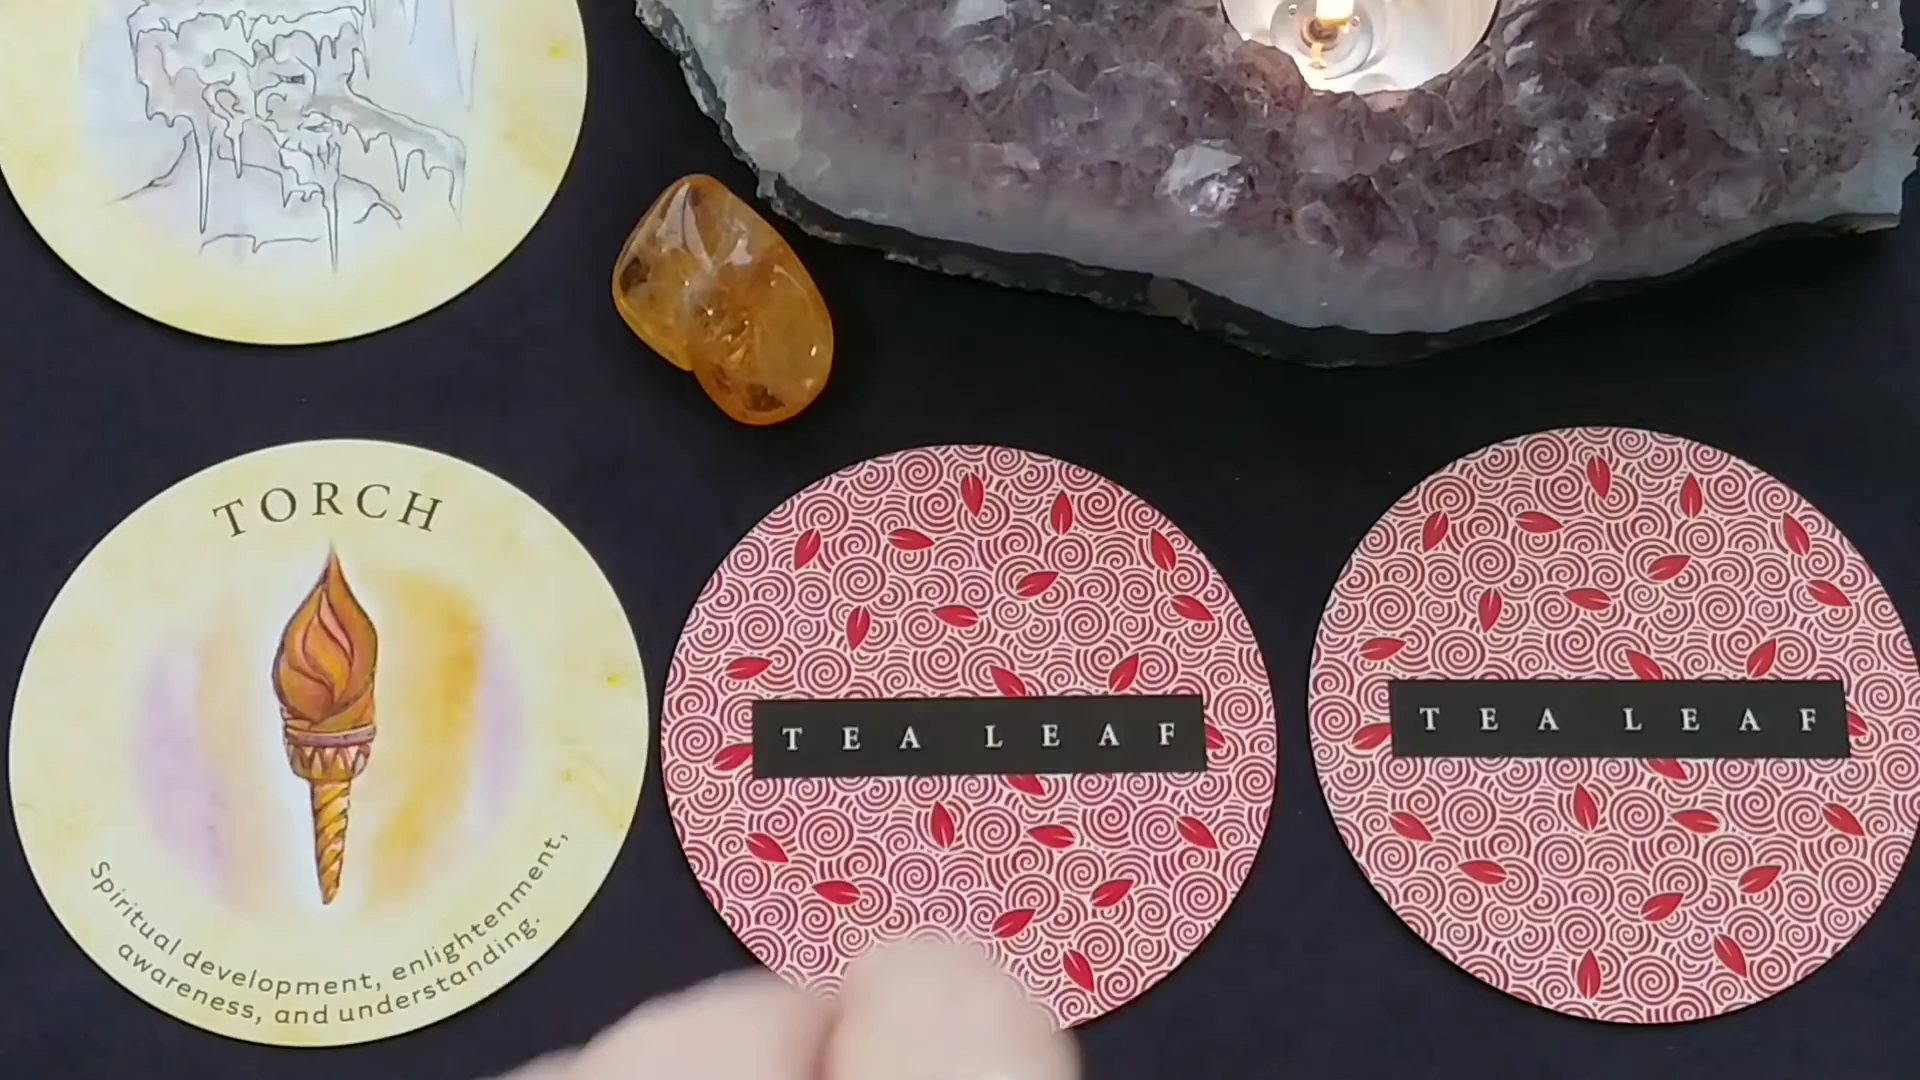 TORCH
Spiritual development, enlightenment,
awareness, and understanding.
TEA LEAF
TEA LEAF